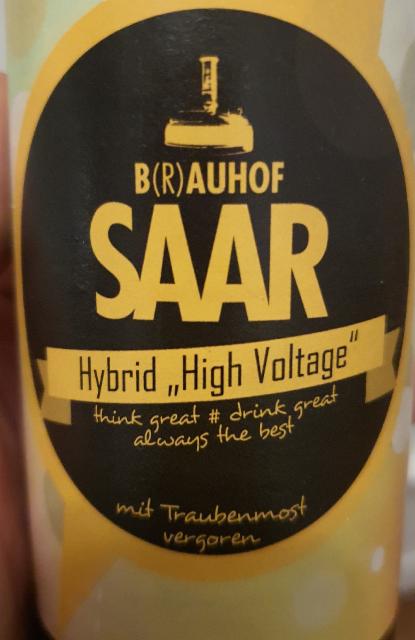 B(R)AUHOF
SAAR
Hybrid „High Voltage“
think great # drink great
always the best
mit Traubenmost
vergoren